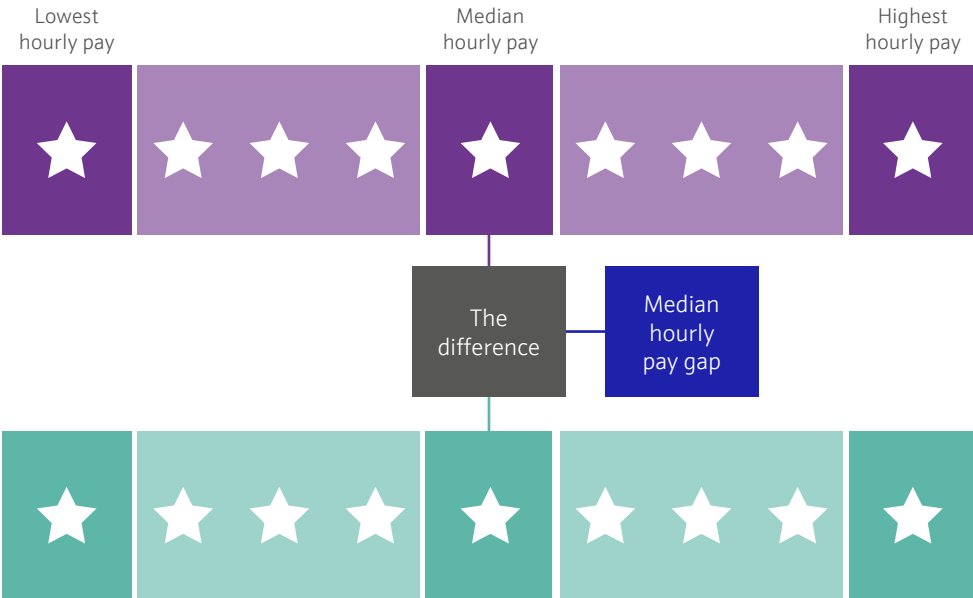 Lowest
hourly pay
Median
hourly pay
Highest
hourly pay
The
difference
Median
hourly
pay gap